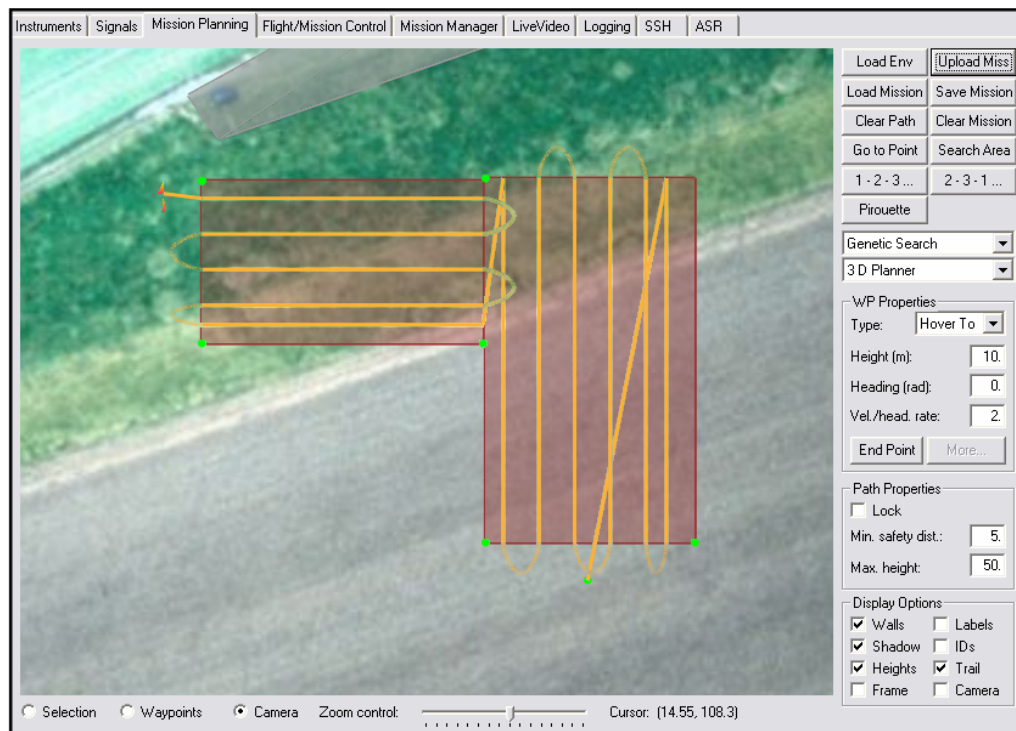 Instruments Signals Mission Planning Flight/Mission Control Mission Manager LiveVideo Logging SSH ASR
Load Env Upload Miss
Load Mission Save Mission
Clear Path Clear Mission
Go to Point Search Area
1 - 2 - 3 ... 2 - 3 - 1 ...
Pirouette
Genetic Search
3 D Planner
WP Properties
Type: Hover To
Height (m): 10.
Heading (rad): 0.
Vel./head. rate: 2.
End Point More...
Path Properties
Lock
Min. safety dist.: 5.
Max. height: 50.
Display Options
Walls Labels
Shadow IDs
Heights Trail
Frame Camera
Selection Waypoints Camera Zoom control: Cursor: (14.55, 108.3)